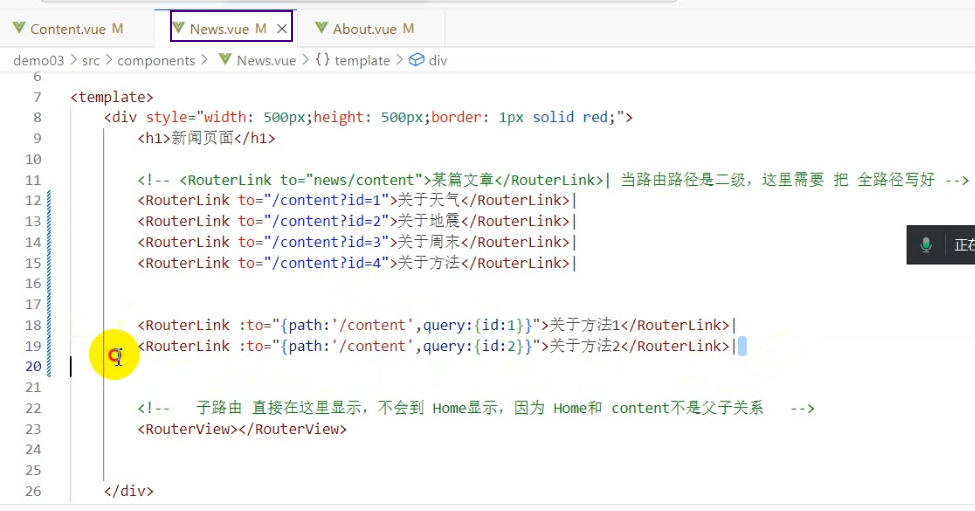 Content.vue M News.vue M × About.vue M
demo03 > src > components > News.vue > {} template > div
6
7 <template>
8 <div style="width: 500px;height: 500px;border: 1px solid red;">
9 <h1>新闻页面</h1>
10
11 <!-- <RouterLink to="news/content">某篇文章</RouterLink>| 当路由路径是二级，这里需要 把 全路径写好 -->
12 <RouterLink to="/content?id=1">关于天气</RouterLink>|
13 <RouterLink to="/content?id=2">关于地震</RouterLink>|
14 <RouterLink to="/content?id=3">关于周末</RouterLink>|
15 <RouterLink to="/content?id=4">关于方法</RouterLink>|
16
17
18 <RouterLink :to="{path:'/content',query:{id:1}}">关于方法1</RouterLink>|
19 <RouterLink :to="{path:'/content',query:{id:2}}">关于方法2</RouterLink>|
20
21
22 <!-- 子路由 直接在这里显示，不会到 Home显示，因为 Home和 content不是父子关系 -->
23 <RouterView></RouterView>
24
25
26 </div>
正在